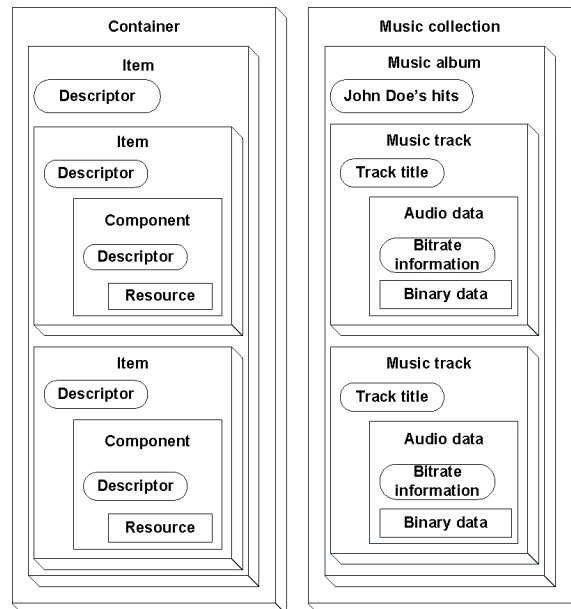 Container
Item
Descriptor
Item
Descriptor
Component
Descriptor
Resource
Item
Descriptor
Component
Descriptor
Resource
Music collection
Music album
John Doe's hits
Music track
Track title
Audio data
Bitrate
information
Binary data
Music track
Track title
Audio data
Bitrate
information
Binary data